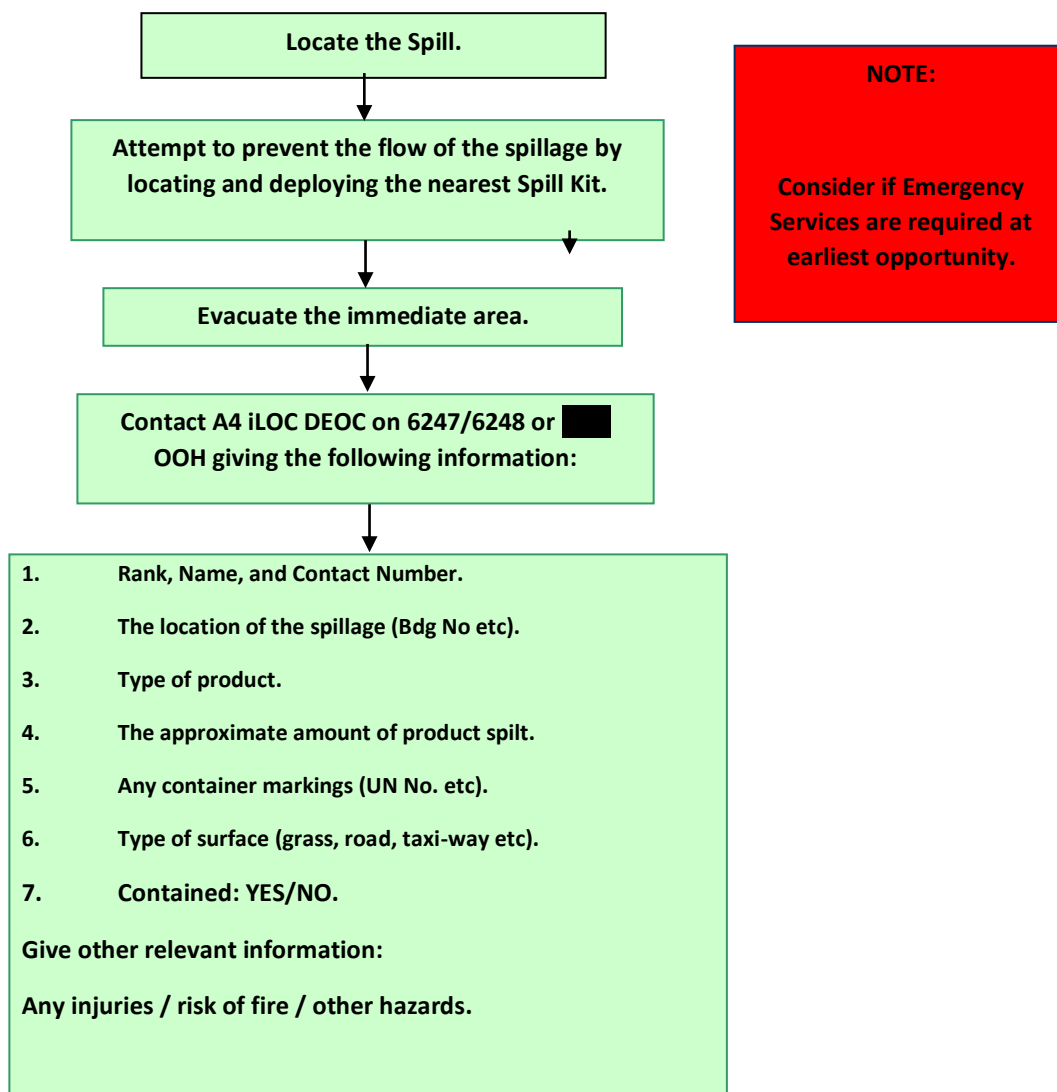 Locate the Spill.
Attempt to prevent the flow of the spillage by
locating and deploying the nearest Spill Kit.
Evacuate the immediate area.
Contact A4 iLOC DEOC on 6247/6248 or
OOH giving the following information:
1. Rank, Name, and Contact Number.
2. The location of the spillage (Bdg No etc).
3. Type of product.
4. The approximate amount of product spilt.
5. Any container markings (UN No. etc).
6. Type of surface (grass, road, taxi-way etc).
7. Contained: YES/NO.
Give other relevant information:
Any injuries / risk of fire / other hazards.
NOTE:
Consider if Emergency
Services are required at
earliest opportunity.